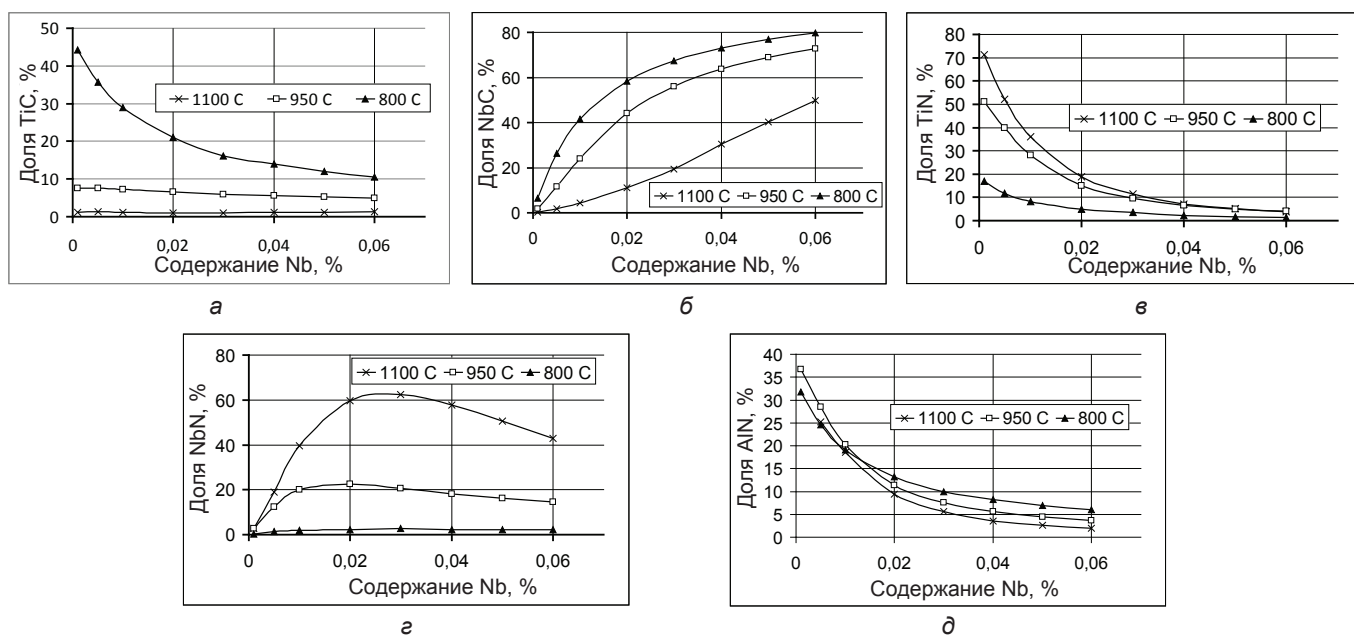 Доля TiC, %
50
40
30
20
10
0
1100 C 950 C 800 C
0 0,02 0,04 0,06
Содержание Nb, %
а
Доля NbC, %
80
60
40
20
0
1100 C 950 C 800 C
0 0,02 0,04 0,06
Содержание Nb, %
б
Доля TiN, %
80
70
60
50
40
30
20
10
0
1100 C 950 C 800 C
0 0,02 0,04 0,06
Содержание Nb, %
в
Доля NbN, %
80
60
40
20
0
1100 C 950 C 800 C
0 0,02 0,04 0,06
Содержание Nb, %
г
Доля AlN, %
40
35
30
25
20
15
10
5
0
1100 C 950 C 800 C
0 0,02 0,04 0,06
Содержание Nb, %
д